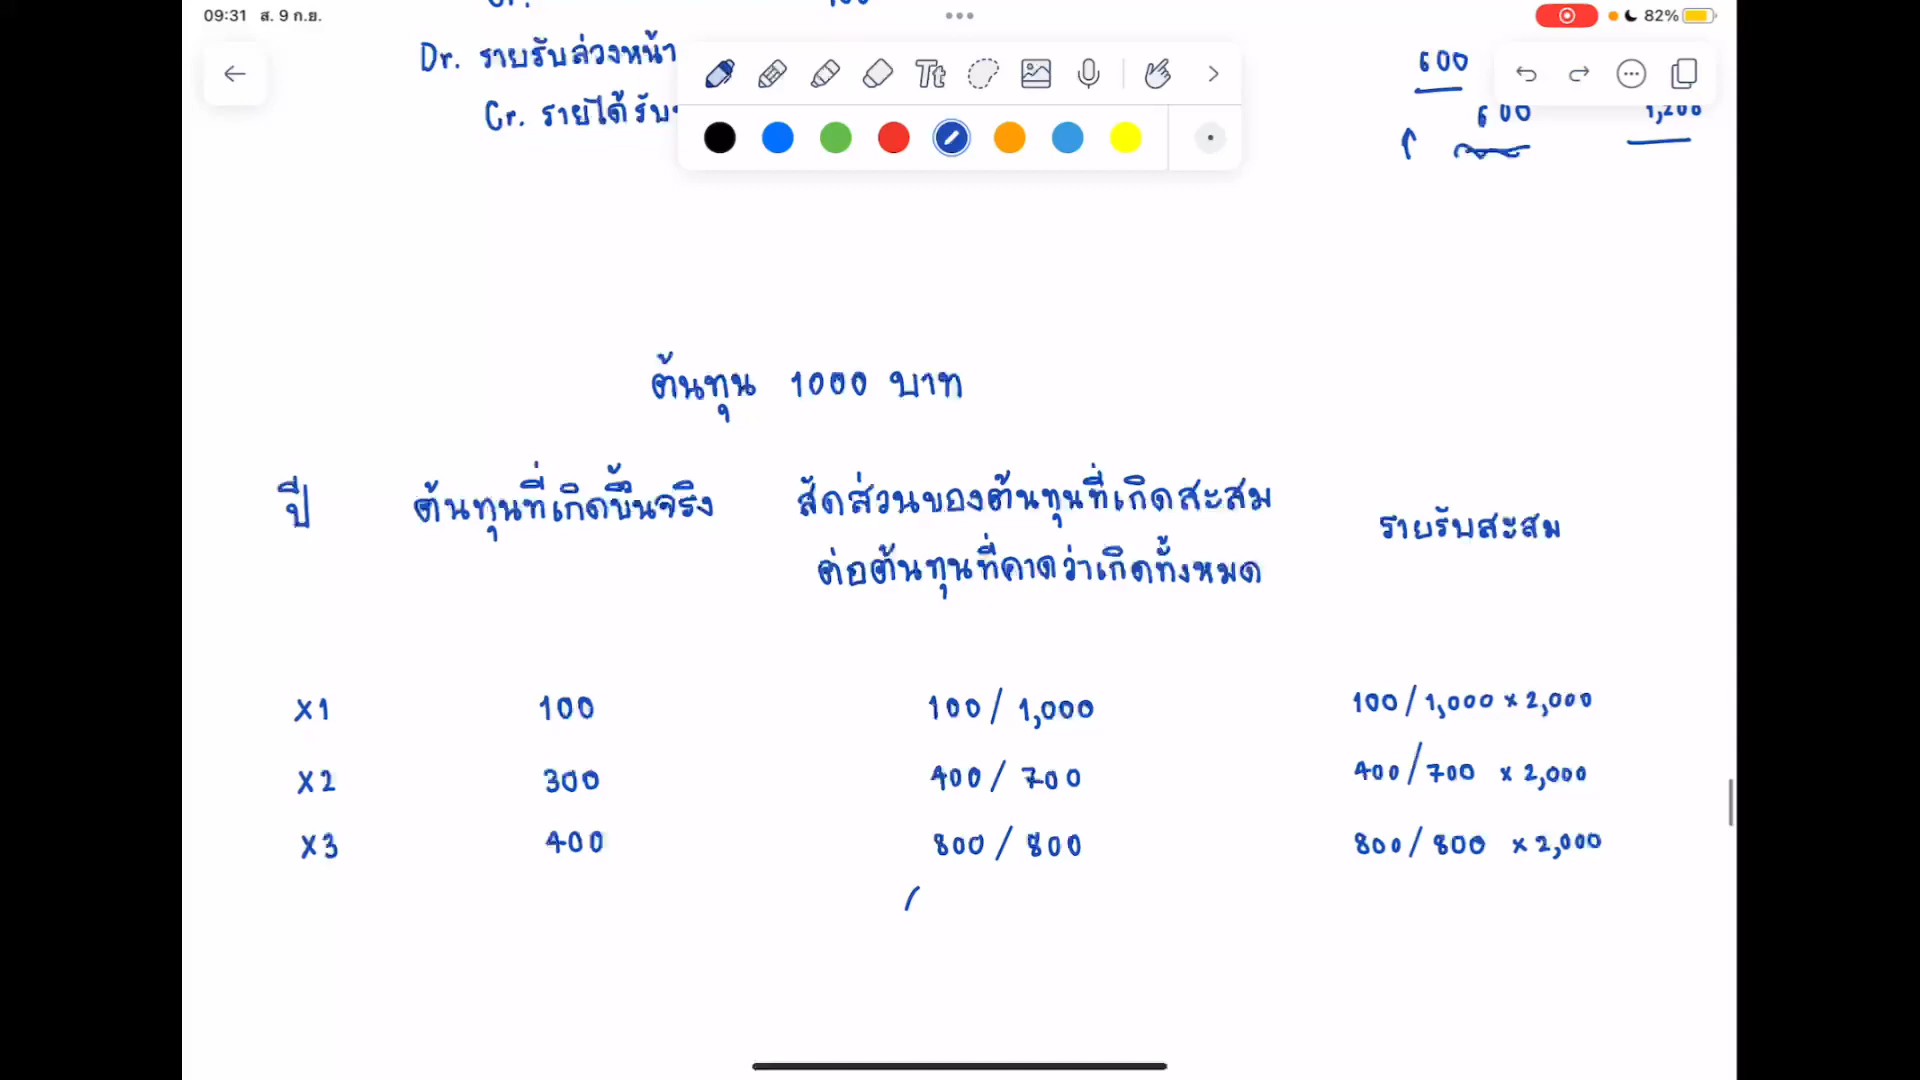 09:31 ส. 9 ก.ย.
82%
Dr. รายรับล่วงหน้า
600
Cr. รายได้รับ
600
1,200
Tt
ต้นทุน 1000 บาท
ปี ต้นทุนที่เกิดขึ้นจริง สัดส่วนของต้นทุนที่เกิดสะสม รายรับสะสม
ต่อต้นทุนที่คาดว่าเกิดทั้งหมด
X1 100 100 / 1,000 100 / 1,000 × 2,000
X2 300 400 / 700 400 / 700 × 2,000
X3 400 800 / 800 800 / 800 × 2,000